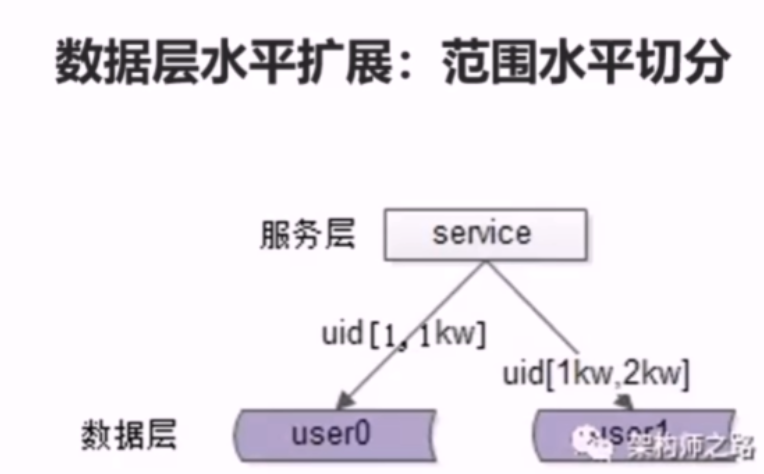 数据层水平扩展：范围水平切分
服务层
service
uid[1, 1kw]
uid[1kw,2kw]
数据层
user0
user1
架构师之路